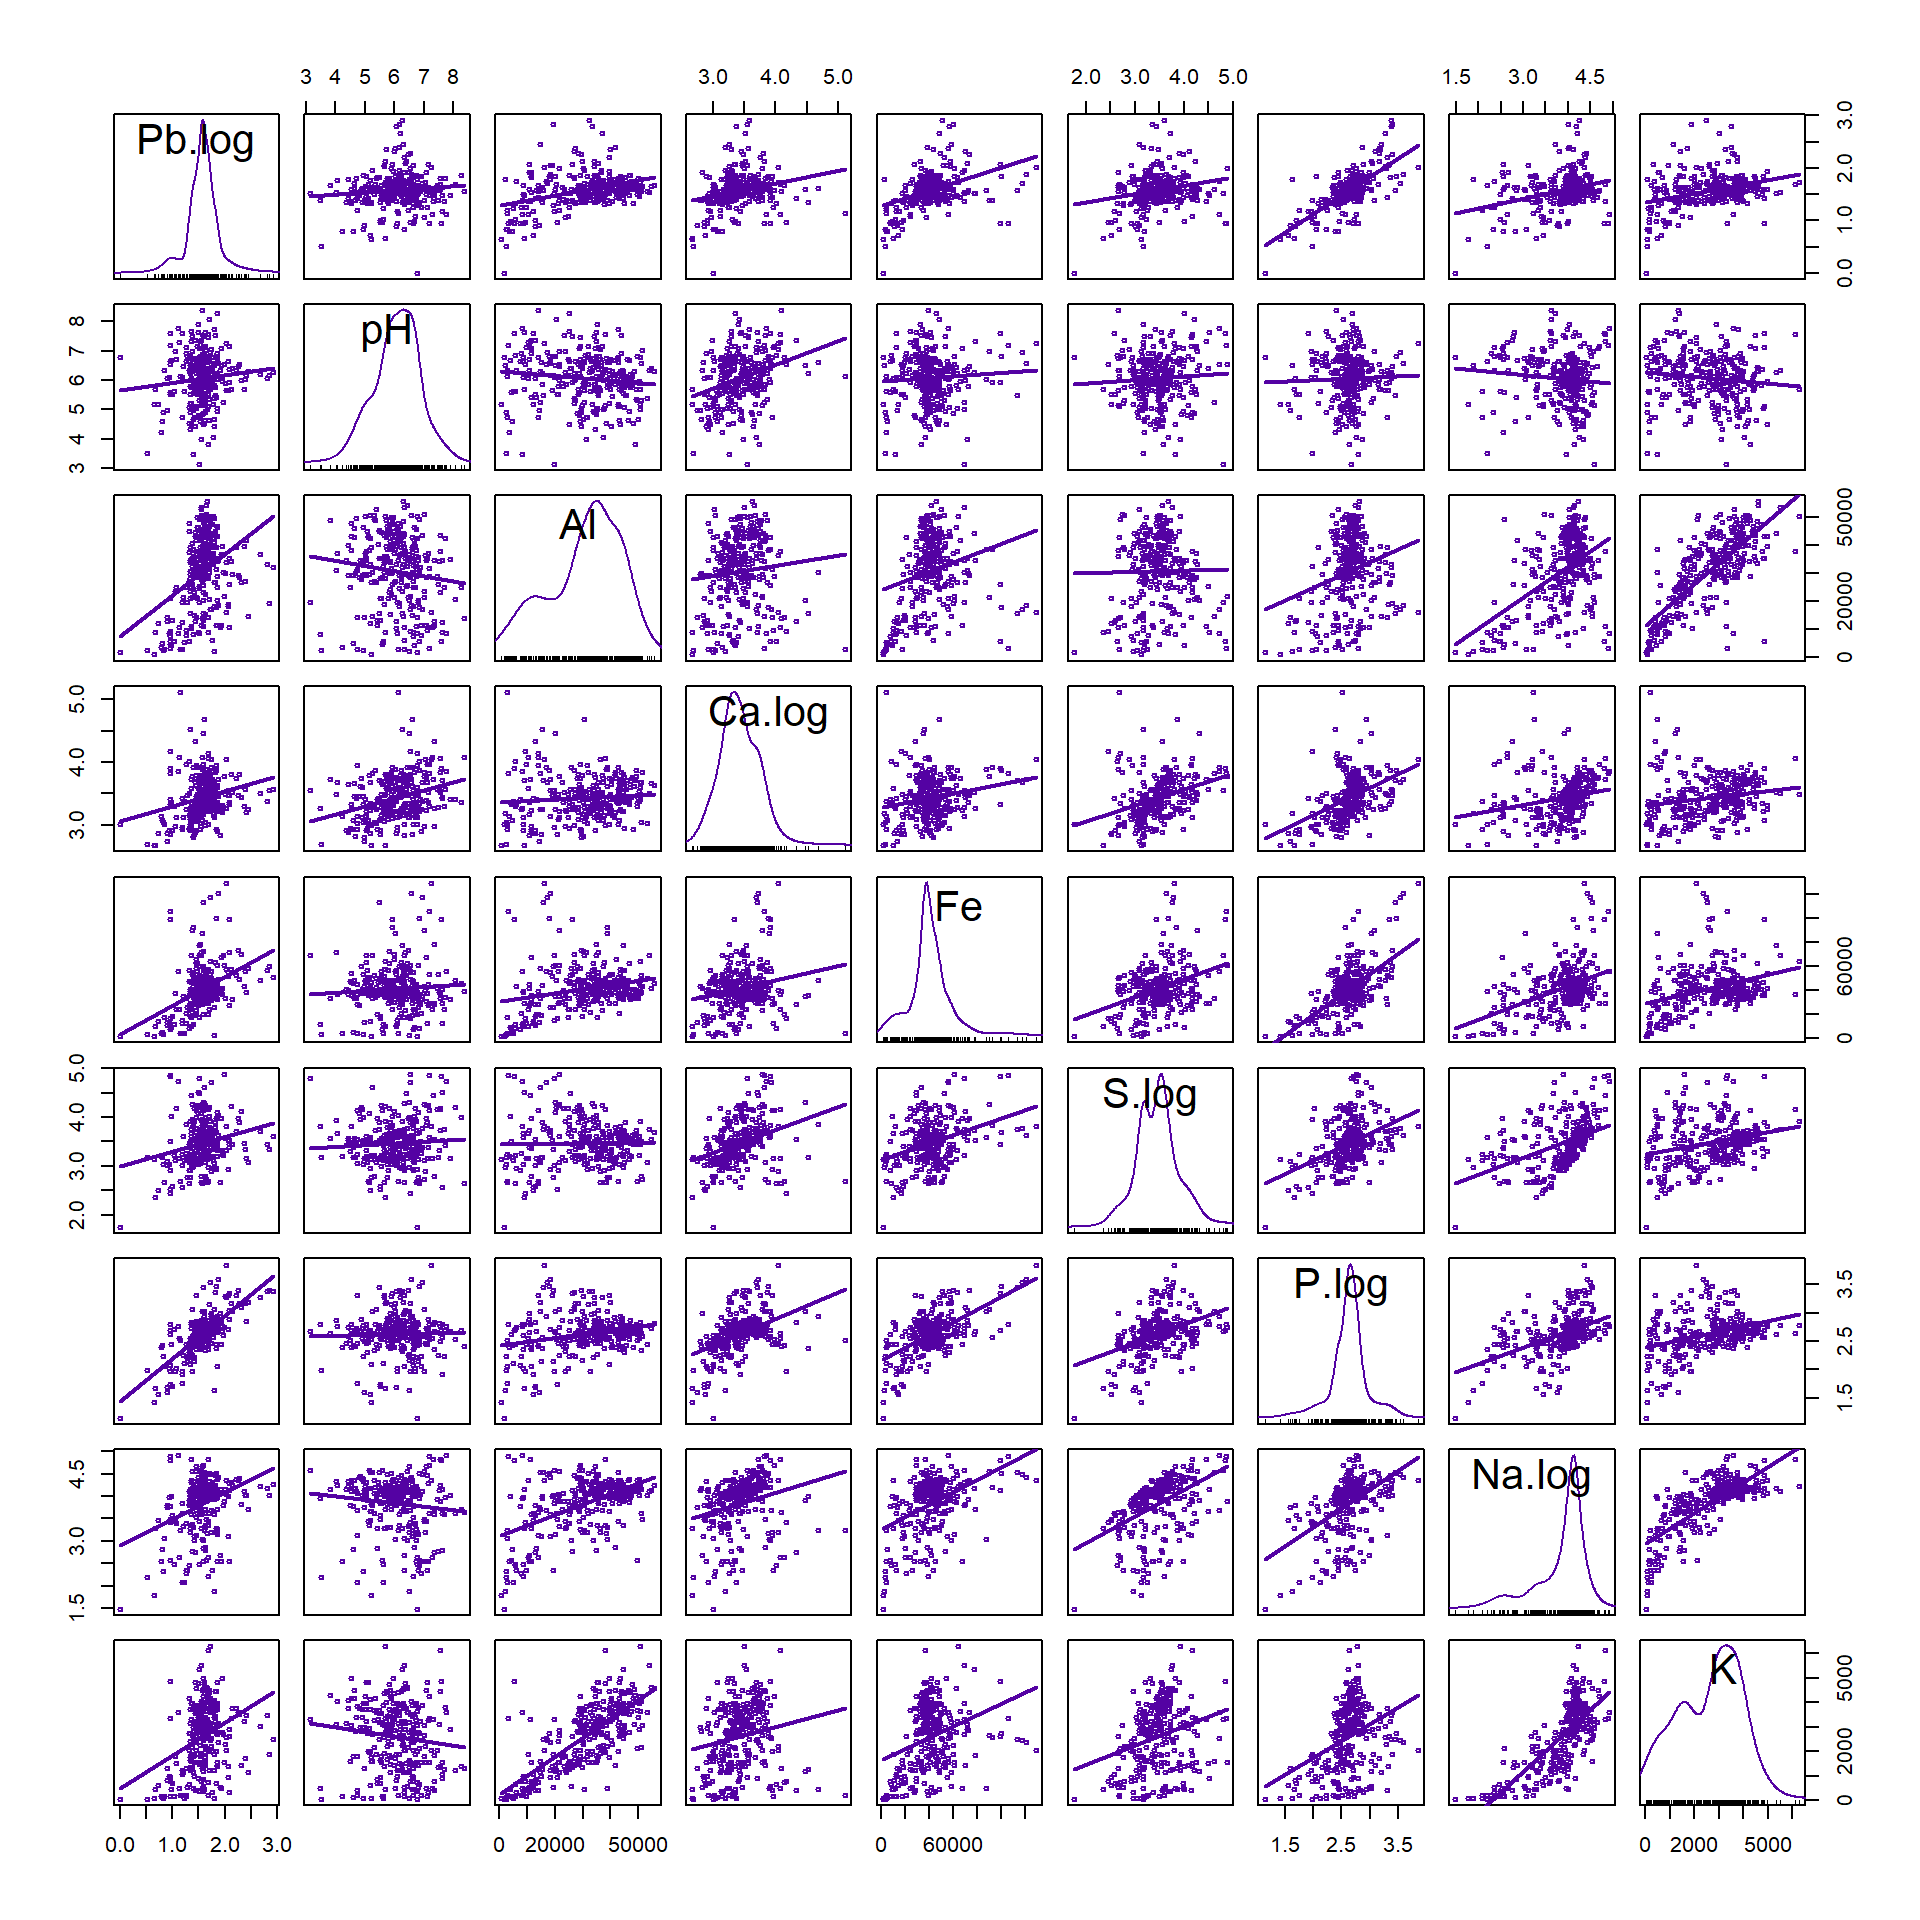 3 4 5 6 7 8 3.0 4.0 5.0 2.0 3.0 4.0 5.0 1.5 3.0 4.5
Pb.log 0.0 1.0 2.0 3.0
3 4 5 6 7 8 pH
Al 0 20000 50000
3.0 4.0 5.0 Ca.log
Fe 0 60000
2.0 3.0 4.0 5.0 S.log
P.log 1.5 2.5 3.5
1.5 3.0 4.5 Na.log
K 0 2000 5000
0.0 1.0 2.0 3.0 0 20000 50000 0 60000 1.5 2.5 3.5 0 2000 5000